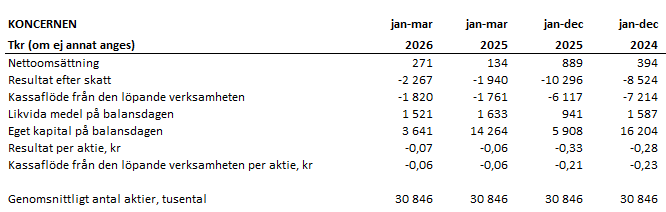 KONCERNEN jan-mar jan-mar jan-dec jan-dec
Tkr (om ej annat anges) 2026 2025 2025 2024
Nettoomsättning 271 134 889 394
Resultat efter skatt -2 267 -1 940 -10 296 -8 524
Kassaflöde från den löpande verksamheten -1 820 -1 761 -6 117 -7 214
Likvida medel på balansdagen 1 521 1 633 941 1 587
Eget kapital på balansdagen 3 641 14 264 5 908 16 204
Resultat per aktie, kr -0,07 -0,06 -0,33 -0,28
Kassaflöde från den löpande verksamheten per aktie, kr -0,06 -0,06 -0,21 -0,23
Genomsnittligt antal aktier, tusental 30 846 30 846 30 846 30 846